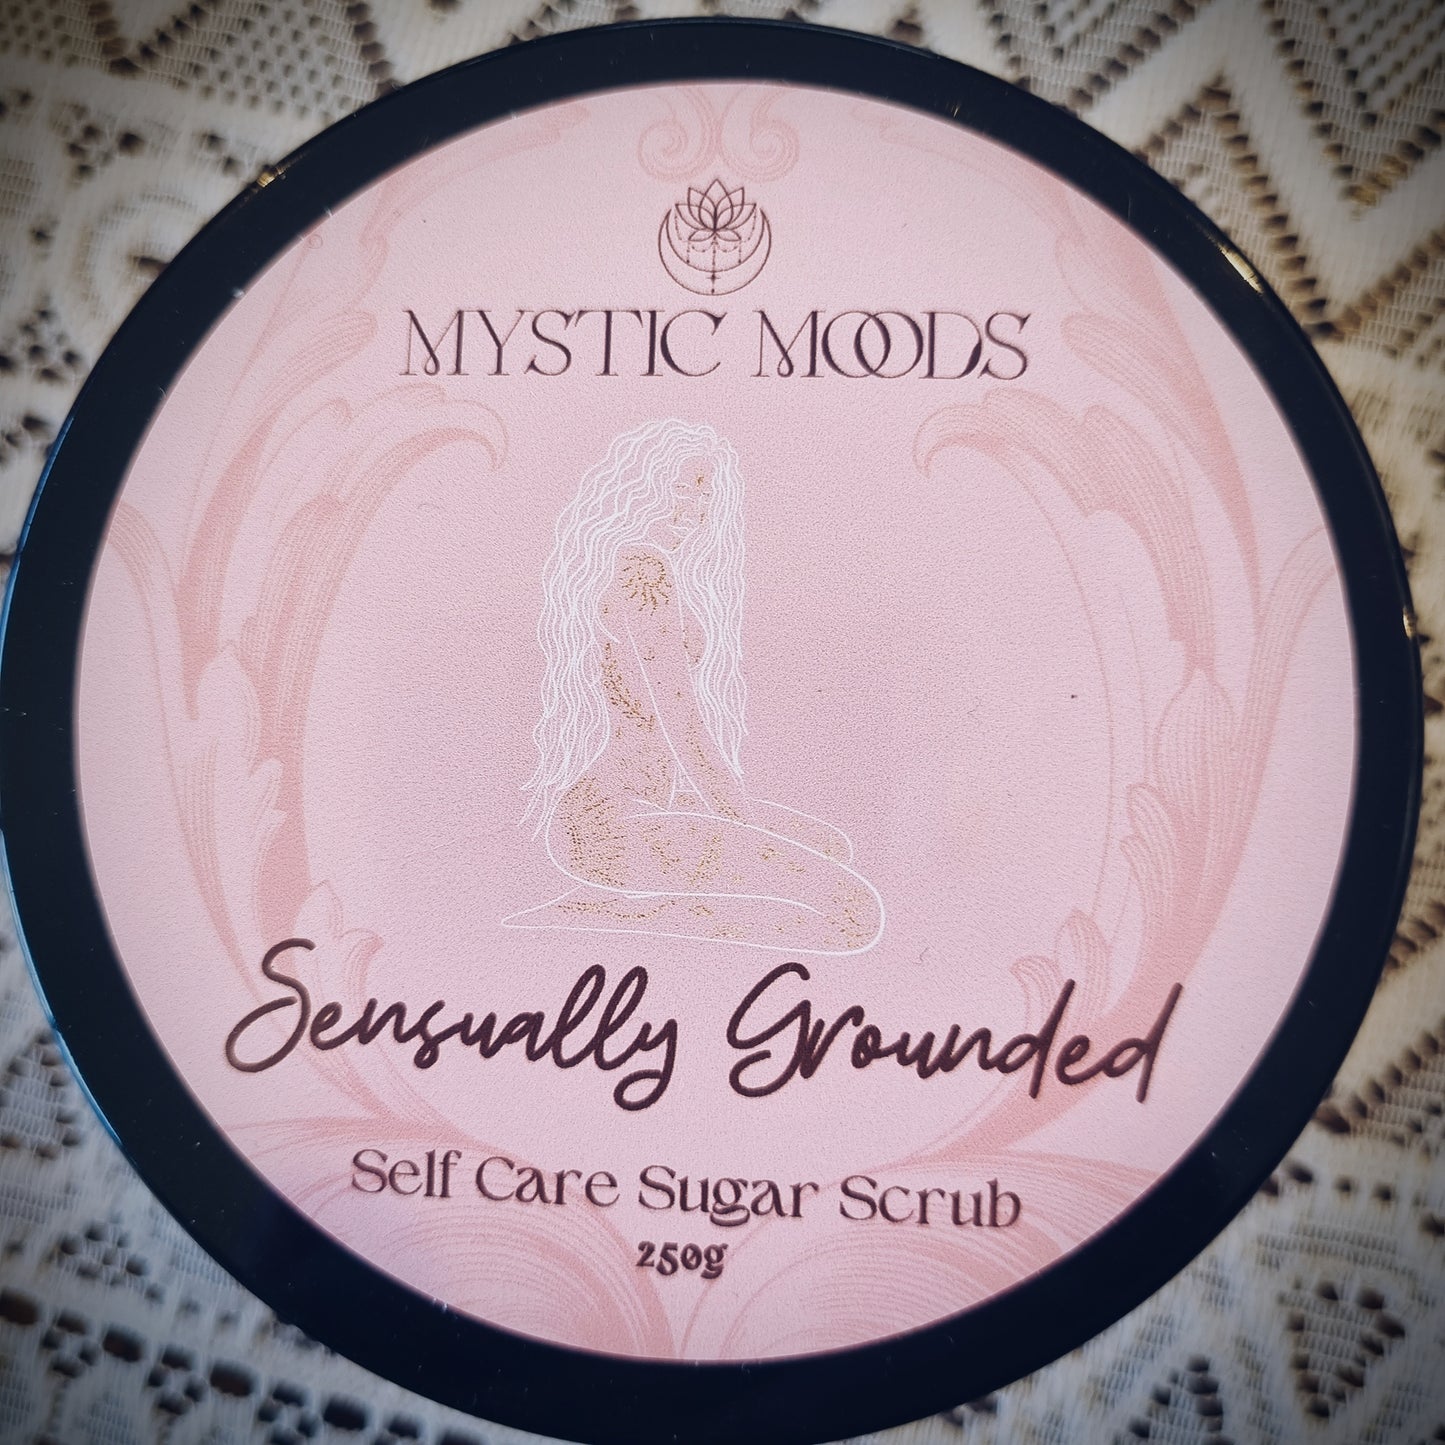 MYSTIC MOODS
Sensually Grounded
Self Care Sugar Scrub
250g